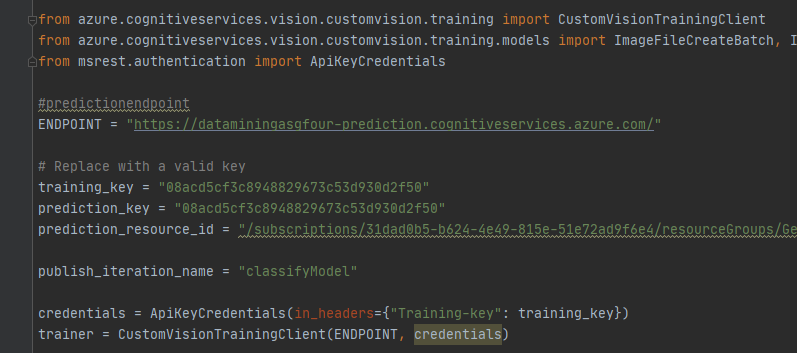 from azure.cognitiveservices.vision.customvision.training import CustomVisionTrainingClient
from azure.cognitiveservices.vision.customvision.training.models import ImageFileCreateBatch, I
from msrest.authentication import ApiKeyCredentials
#predictionendpoint
ENDPOINT = "https://dataminingasgfour-prediction.cognitiveservices.azure.com/"
# Replace with a valid key
training_key = "08acd5cf3c8948829673c53d930d2f50"
prediction_key = "08acd5cf3c8948829673c53d930d2f50"
prediction_resource_id = "/subscriptions/31dad0b5-b624-4e49-815e-51e72ad9f6e4/resourceGroups/Ge
publish_iteration_name = "classifyModel"
credentials = ApiKeyCredentials(in_headers={"Training-key": training_key})
trainer = CustomVisionTrainingClient(ENDPOINT, credentials)